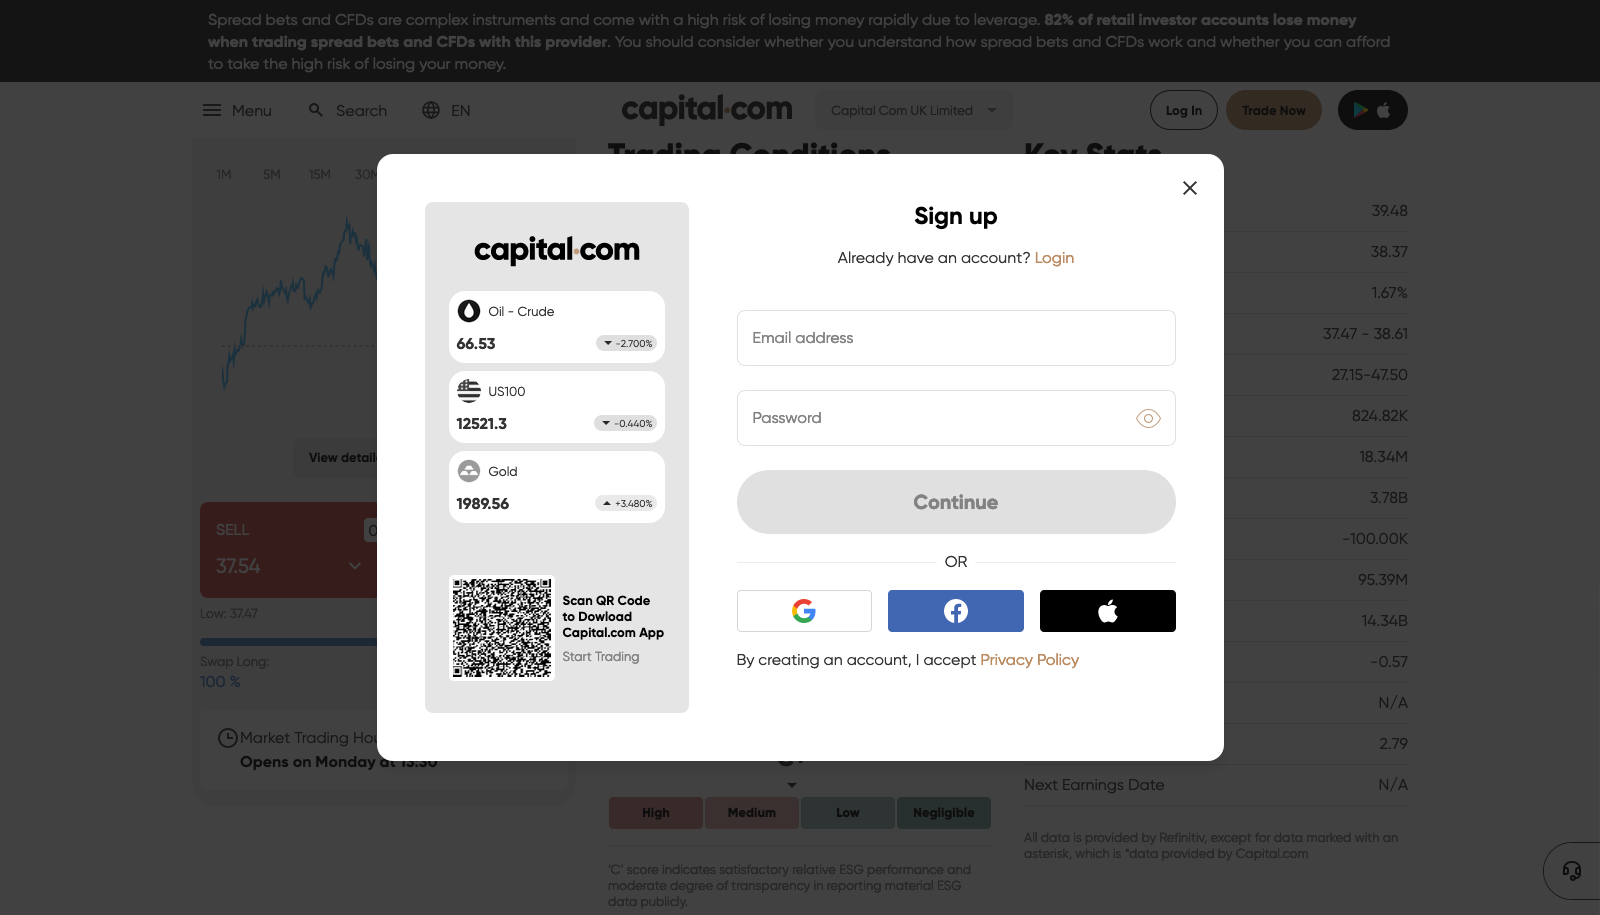 Spread bets and CFDs are complex instruments and come with a high risk of losing money rapidly due to leverage. 82% of retail investor accounts lose money
when trading spread bets and CFDs with this provider. You should consider whether you understand how spread bets and CFDs work and whether you can afford
to take the high risk of losing your money.
Menu
Search
EN
capital.com
Capital Com UK Limited
Log In
Trade Now
Trading Conditions
Key Stats
1M
5M
15M
30M
View detaile
SELL
37.54
Low: 37.47
Swap Long:
100 %
Market Trading Hou
Opens on Monday at 13:30
capital.com
Oil - Crude
66.53
-2.700%
US100
12521.3
-0.440%
Gold
1989.56
+3.480%
Scan QR Code
to Dowload
Capital.com App
Start Trading
Sign up
Already have an account? Login
Email address
Password
Continue
OR
By creating an account, I accept Privacy Policy
High
Medium
Low
Negligible
'C' score indicates satisfactory relative ESG performance and
moderate degree of transparency in reporting material ESG
data publicly.
39.48
38.37
1.67%
37.47 - 38.61
27.15-47.50
824.82K
18.34M
3.78B
-100.00K
95.39M
14.34B
-0.57
N/A
2.79
Next Earnings Date
N/A
All data is provided by Refinitiv, except for data marked with an
asterisk, which is *data provided by Capital.com